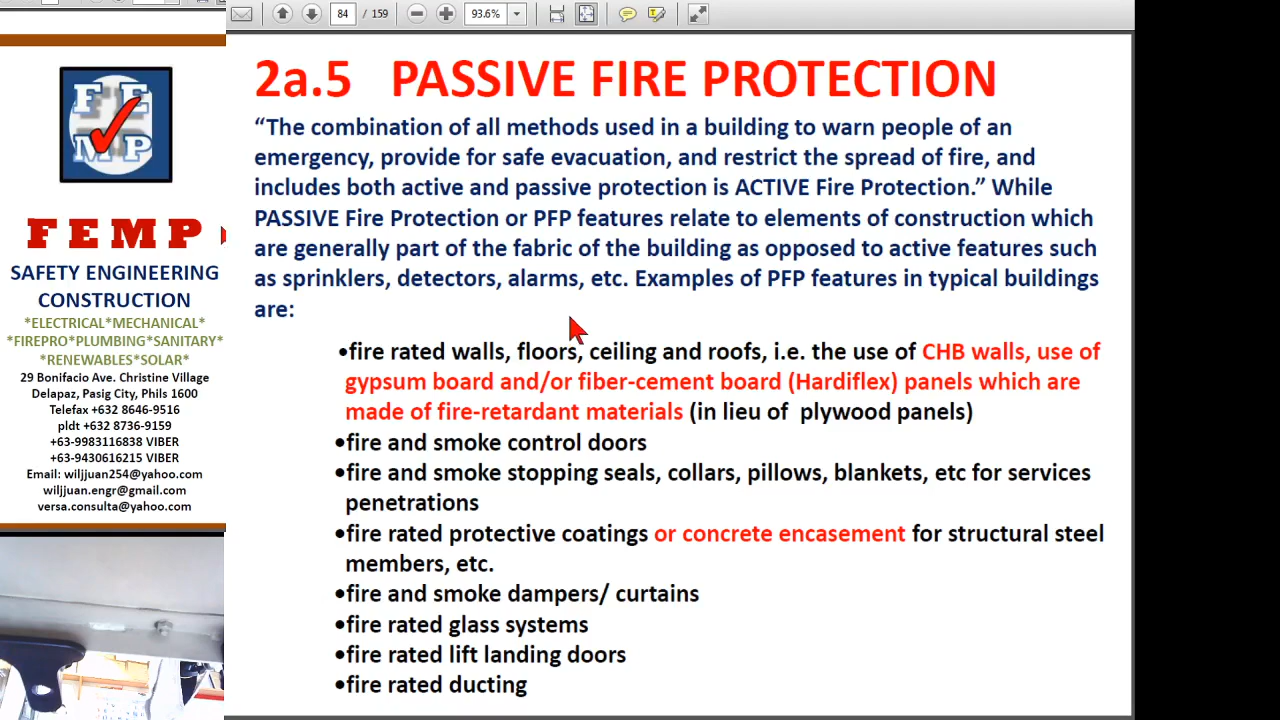 84 / 159
93.6%
F E
M P
F E M P
SAFETY ENGINEERING
CONSTRUCTION
*ELECTRICAL*MECHANICAL*
*FIREPRO*PLUMBING*SANITARY*
*RENEWABLES*SOLAR*
29 Bonifacio Ave. Christine Village
Delapaz, Pasig City, Phils 1600
Telefax +632 8646-9516
pldt +632 8736-9159
+63-9983116838 VIBER
+63-9430616215 VIBER
Email: wiljjuan254@yahoo.com
wiljjuan.engr@gmail.com
versa.consulta@yahoo.com
2a.5 PASSIVE FIRE PROTECTION
“The combination of all methods used in a building to warn people of an
emergency, provide for safe evacuation, and restrict the spread of fire, and
includes both active and passive protection is ACTIVE Fire Protection.” While
PASSIVE Fire Protection or PFP features relate to elements of construction which
are generally part of the fabric of the building as opposed to active features such
as sprinklers, detectors, alarms, etc. Examples of PFP features in typical buildings
are:
•fire rated walls, floors, ceiling and roofs, i.e. the use of CHB walls, use of
gypsum board and/or fiber-cement board (Hardiflex) panels which are
made of fire-retardant materials (in lieu of plywood panels)
•fire and smoke control doors
•fire and smoke stopping seals, collars, pillows, blankets, etc for services
penetrations
•fire rated protective coatings or concrete encasement for structural steel
members, etc.
•fire and smoke dampers/ curtains
•fire rated glass systems
•fire rated lift landing doors
•fire rated ducting